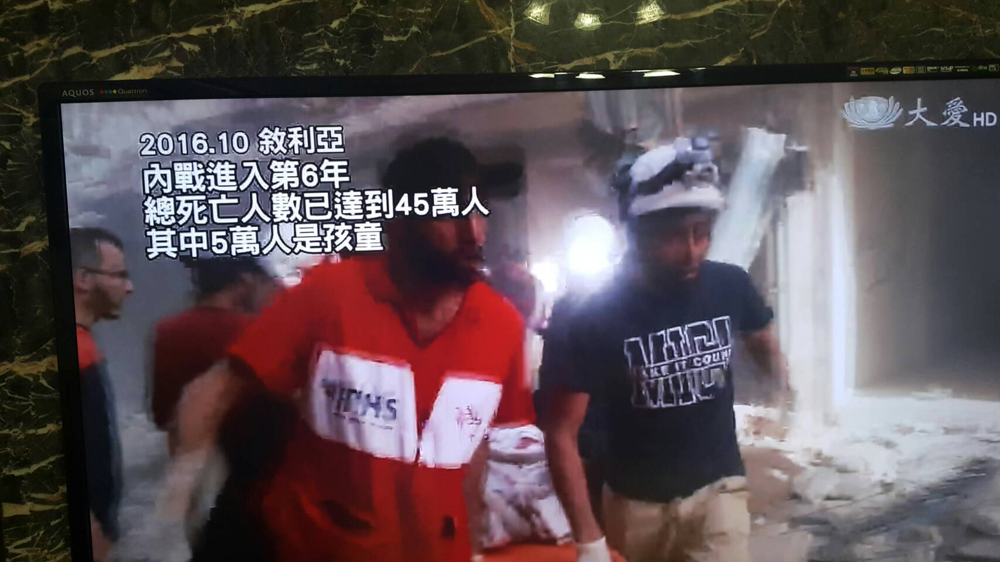 AQUOS Quattron
大愛HD
2016.10 敘利亞
內戰進入第6年
總死亡人數已達到45萬人
其中5萬人是孩童